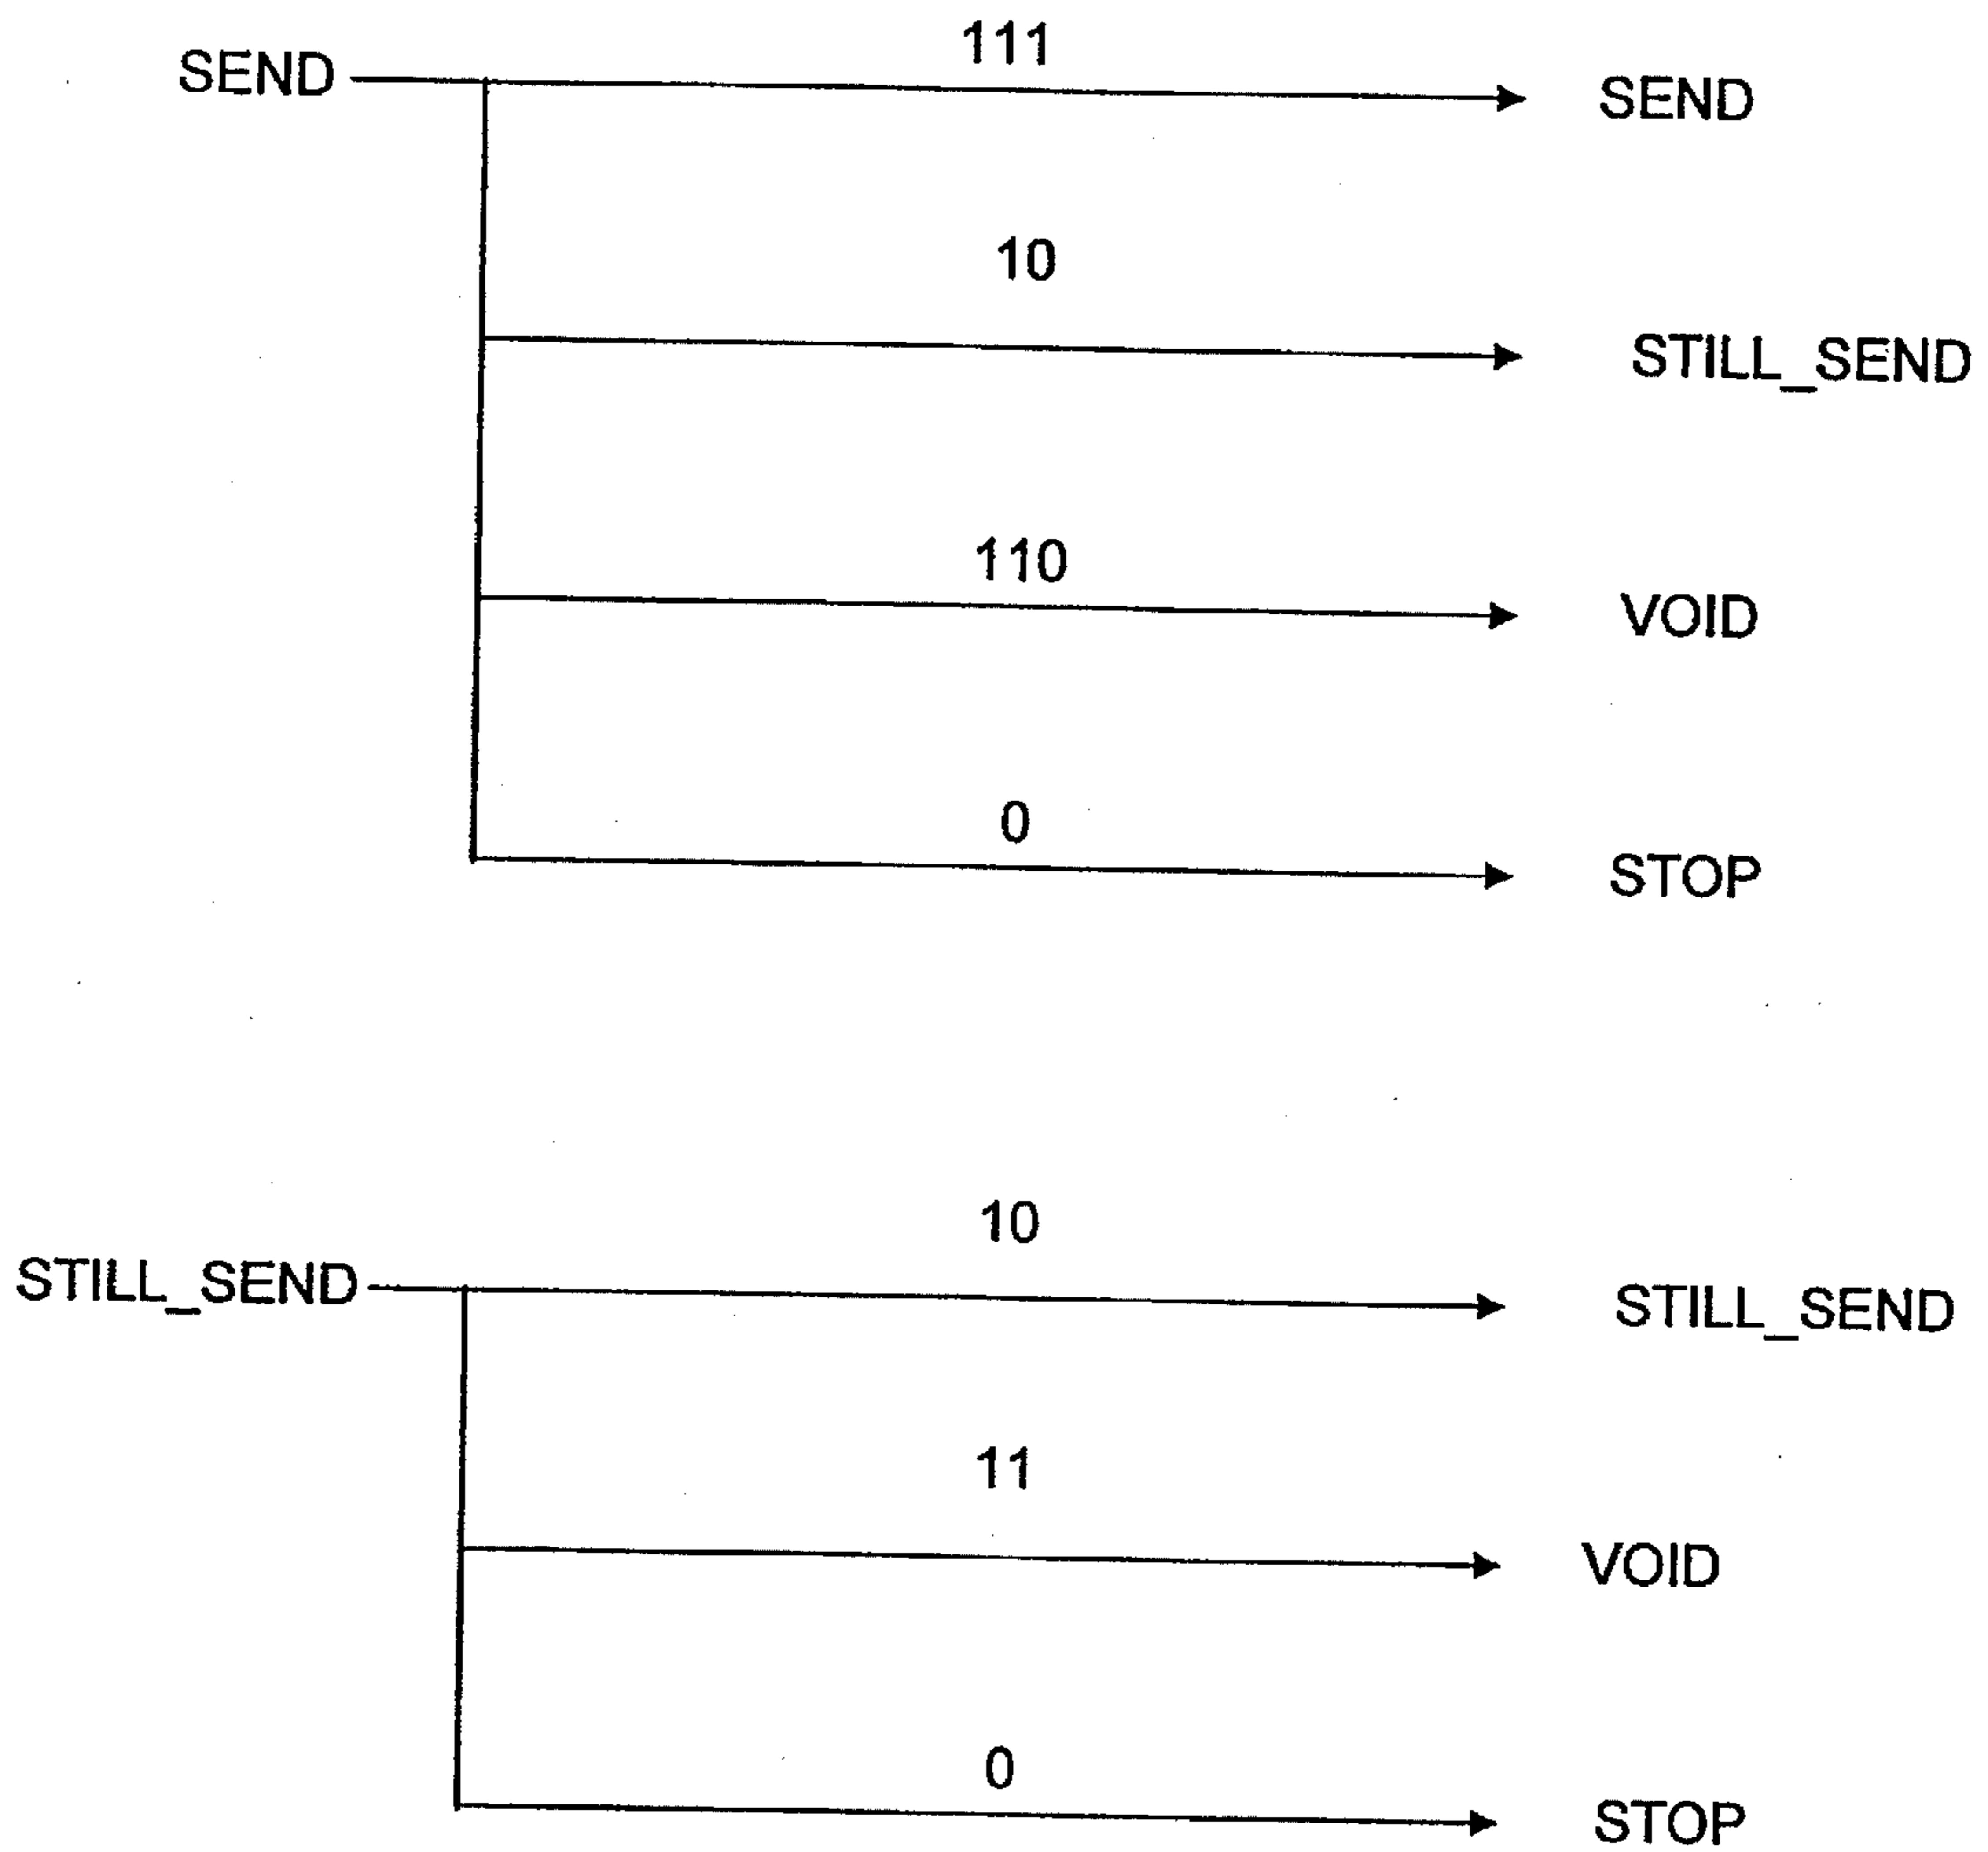 111
SEND
SEND
10
STILL_SEND
110
VOID
0
STOP
10
STILL_SEND
STILL_SEND
11
VOID
0
STOP